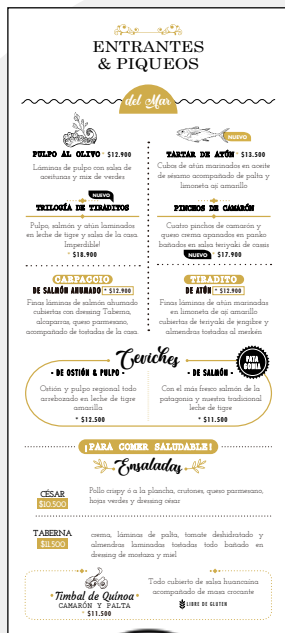 ENTRANTES
& PIQUEOS
del Mar
PULPO AL OLIVO * $12.900
Láminas de pulpo con salsa de
aceitunas y mix de verdes
NUEVO
TARTAR DE ATÚN * $13.500
Cubos de atún marinados en aceite
de sésamo acompañado de palta y
limoneta ají amarillo
NUEVO
TRILOGÍA DE TIRADITOS
Pulpo, salmón y atún laminados
en leche de tigre y salsa de la casa.
Imperdible!
* $18.900
PINCHOS DE CAMARÓN
Cuatro pinchos de camarón y
queso crema apanados en panko
bañados en salsa teriyaki de cassis
NUEVO * $17.900
CARPACCIO
DE SALMÓN AHUMADO * $12.900
Finas láminas de salmón ahumado
cubiertas con dressing Taberna,
alcaparras, queso parmesano,
acompañado de tostadas de la casa.
TIRADITO
DE ATÚN * $12.900
Finas láminas de atún marinadas
en limoneta de ají amarillo
cubiertas de teriyaki de jengibre y
almendras tostadas al merkén
Ceviches
- DE OSTIÓN & PULPO -
Ostión y pulpo regional todo
arrebozado en leche de tigre
amarilla
* $12.500
- DE SALMÓN -
Con el más fresco salmón de la
patagonia y nuestra tradicional
leche de tigre
* $11.500
PATA
GONIA
¡PARA COMER SALUDABLE!
Ensaladas
CÉSAR
$10.500
Pollo crispy ó a la plancha, crutones, queso parmesano,
hojas verdes y dressing césar
TABERNA
$11.500
crema, láminas de palta, tomate deshidratado y
almendras laminadas tostadas todo bañado en
dressing de mostaza y miel
Timbal de Quinoa
CAMARÓN Y PALTA
* $11.500
Todo cubierto de salsa huancaína
acompañado de masa crocante
LIBRE DE GLUTEN